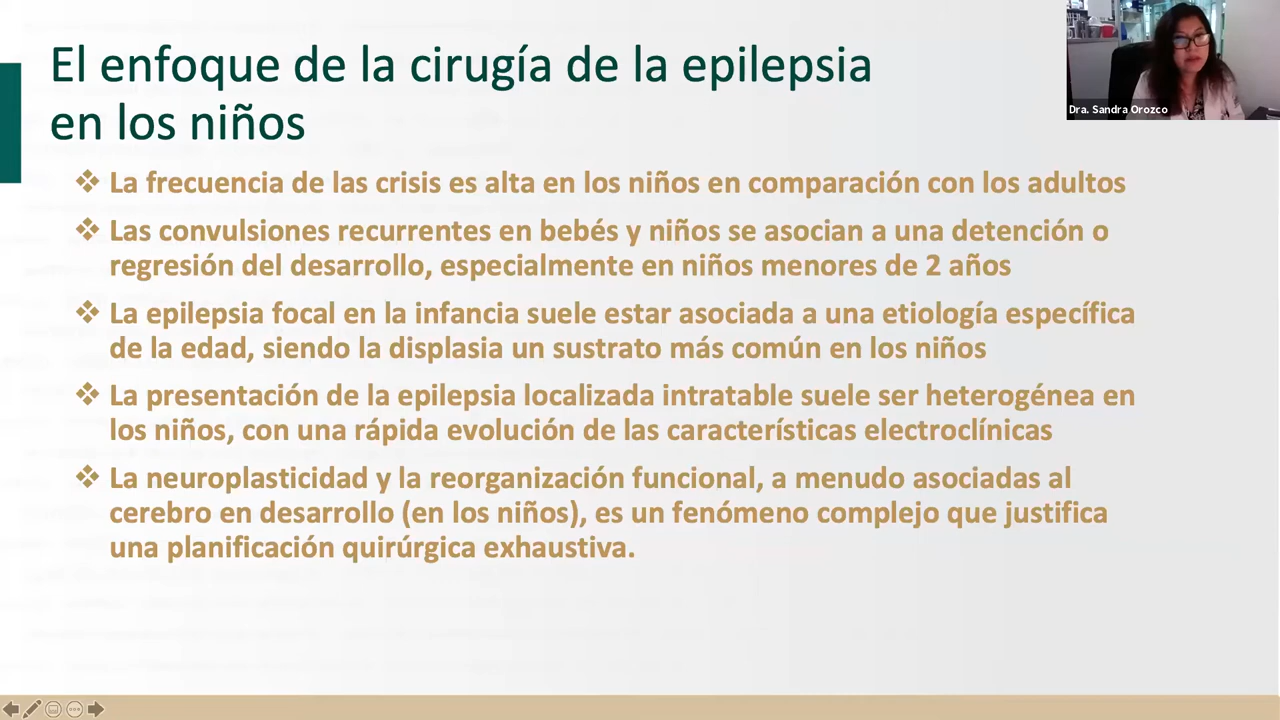 El enfoque de la cirugía de la epilepsia
en los niños
Dra. Sandra Orozco
❖ La frecuencia de las crisis es alta en los niños en comparación con los adultos
❖ Las convulsiones recurrentes en bebés y niños se asocian a una detención o
regresión del desarrollo, especialmente en niños menores de 2 años
❖ La epilepsia focal en la infancia suele estar asociada a una etiología específica
de la edad, siendo la displasia un sustrato más común en los niños
❖ La presentación de la epilepsia localizada intratable suele ser heterogénea en
los niños, con una rápida evolución de las características electroclínicas
❖ La neuroplasticidad y la reorganización funcional, a menudo asociadas al
cerebro en desarrollo (en los niños), es un fenómeno complejo que justifica
una planificación quirúrgica exhaustiva.